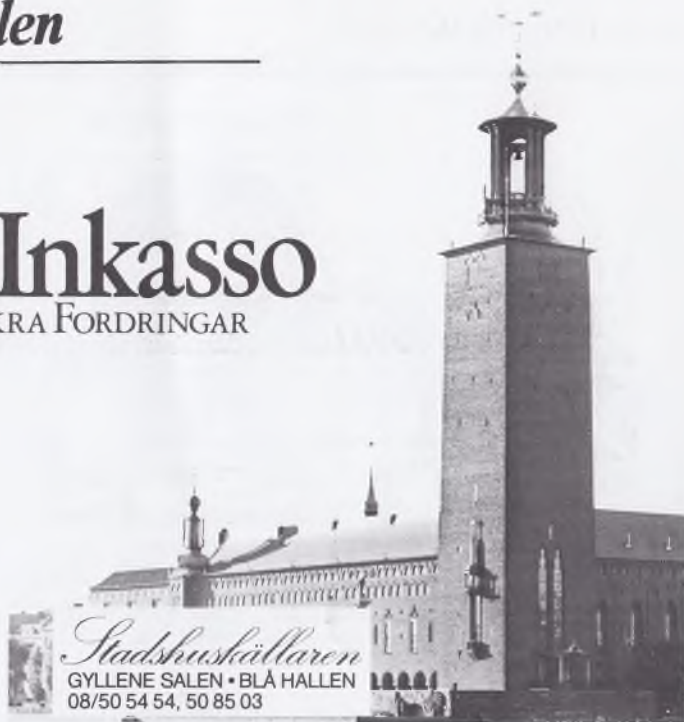 len
Inkasso
KRA FORDRINGAR
Stadshuskällaren
GYLLENE SALEN • BLÅ HALLEN
08/50 54 54, 50 85 03